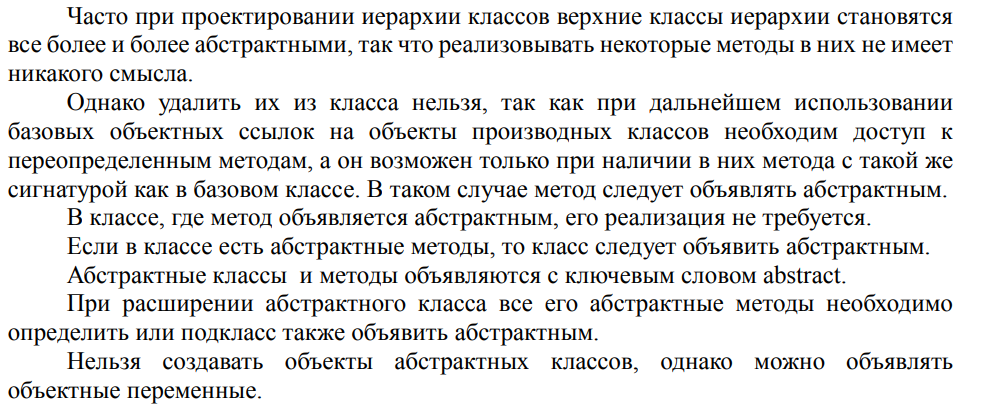 Часто при проектировании иерархии классов верхние классы иерархии становятся
все более и более абстрактными, так что реализовывать некоторые методы в них не имеет
никакого смысла.
Однако удалить их из класса нельзя, так как при дальнейшем использовании
базовых объектных ссылок на объекты производных классов необходим доступ к
переопределенным методам, а он возможен только при наличии в них метода с такой же
сигнатурой как в базовом классе. В таком случае метод следует объявлять абстрактным.
В классе, где метод объявляется абстрактным, его реализация не требуется.
Если в классе есть абстрактные методы, то класс следует объявить абстрактным.
Абстрактные классы и методы объявляются с ключевым словом abstract.
При расширении абстрактного класса все его абстрактные методы необходимо
определить или подкласс также объявить абстрактным.
Нельзя создавать объекты абстрактных классов, однако можно объявлять
объектные переменные.